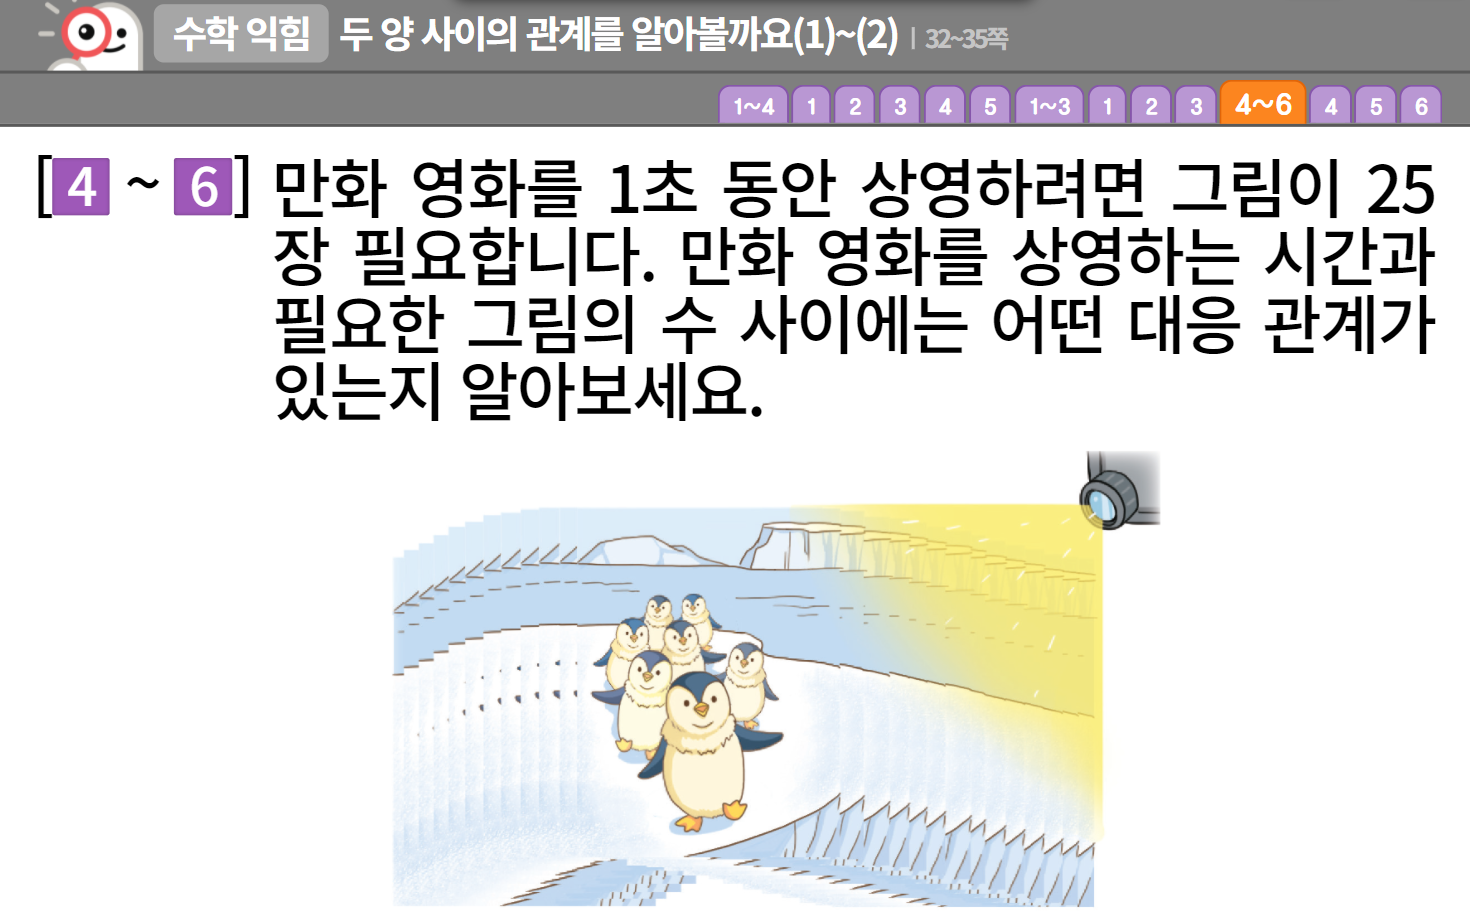 수학 익힘 두 양 사이의 관계를 알아볼까요(1)~(2) | 32~35쪽
1~4 1 2 3 4 5 1~3 1 2 3 4~6 4 5 6
[4 ~ 6] 만화 영화를 1초 동안 상영하려면 그림이 25
장 필요합니다. 만화 영화를 상영하는 시간과
필요한 그림의 수 사이에는 어떤 대응 관계가
있는지 알아보세요.